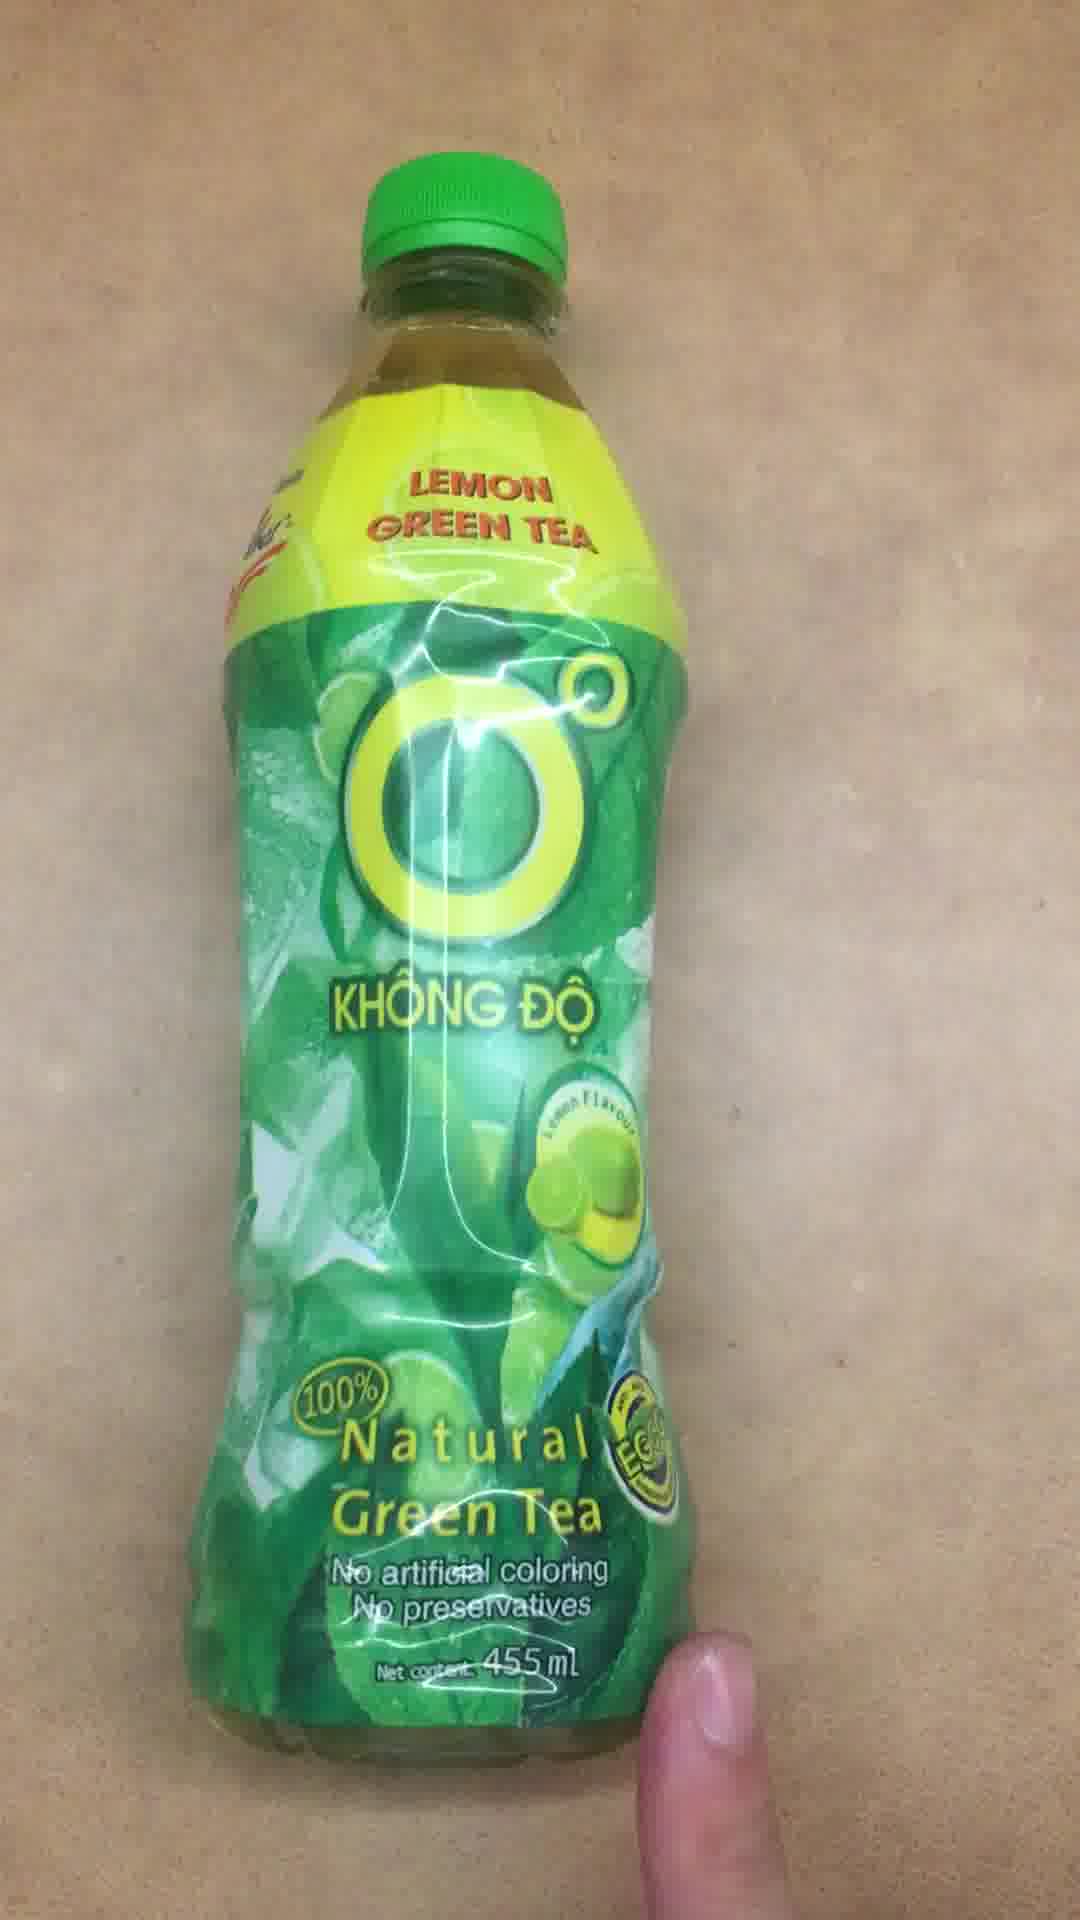 LEMON
GREEN TEA
O°
KHÔNG ĐỘ
Lemon Flavour
100%
Natural
Green Tea
No artificial coloring
No preservatives
Net content: 455 ml